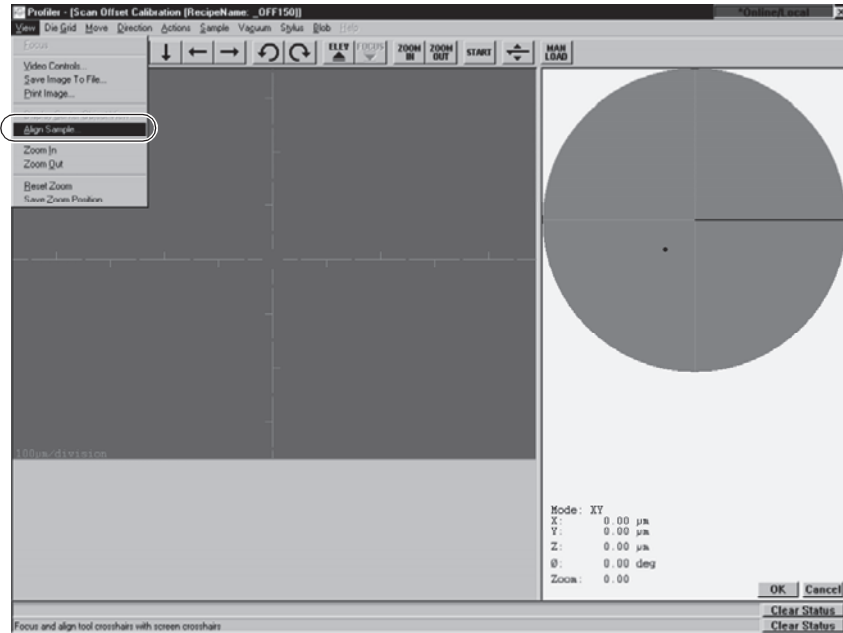 Profiler - [Scan Offset Calibration [RecipeName: _OFF150]]
*Online/Local
View Die Grid Move Direction Actions Sample Vacuum Stylus Blob Help
Focus
ELEV FOCUS ZOOM IN ZOOM OUT START MAN LOAD
Video Controls...
Save Image To File...
Print Image...
Align Sample...
Zoom In
Zoom Out
Reset Zoom
Save Zoom Position
100µm/division
Mode: XY
X: 0.00 µm
Y: 0.00 µm
Z: 0.00 µm
Ø: 0.00 deg
Zoom: 0.00
OK Cancel
Clear Status
Focus and align tool crosshairs with screen crosshairs
Clear Status